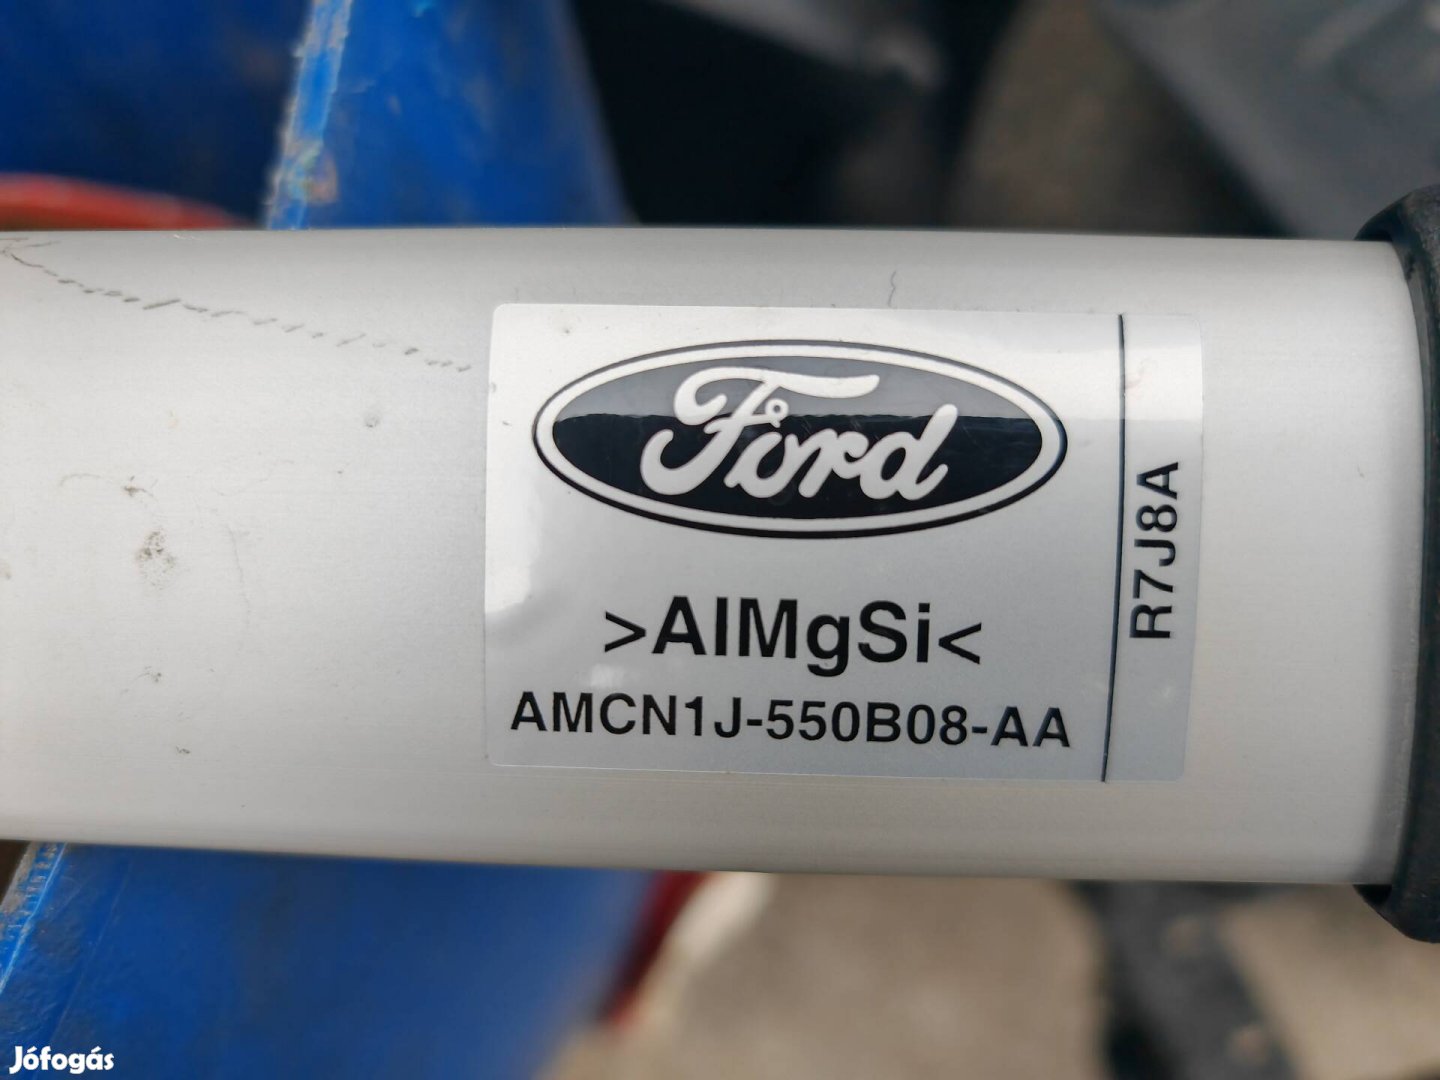 Ford
>AlMgSi<
AMCN1J-550B08-AA
R7J8A
Jófogás